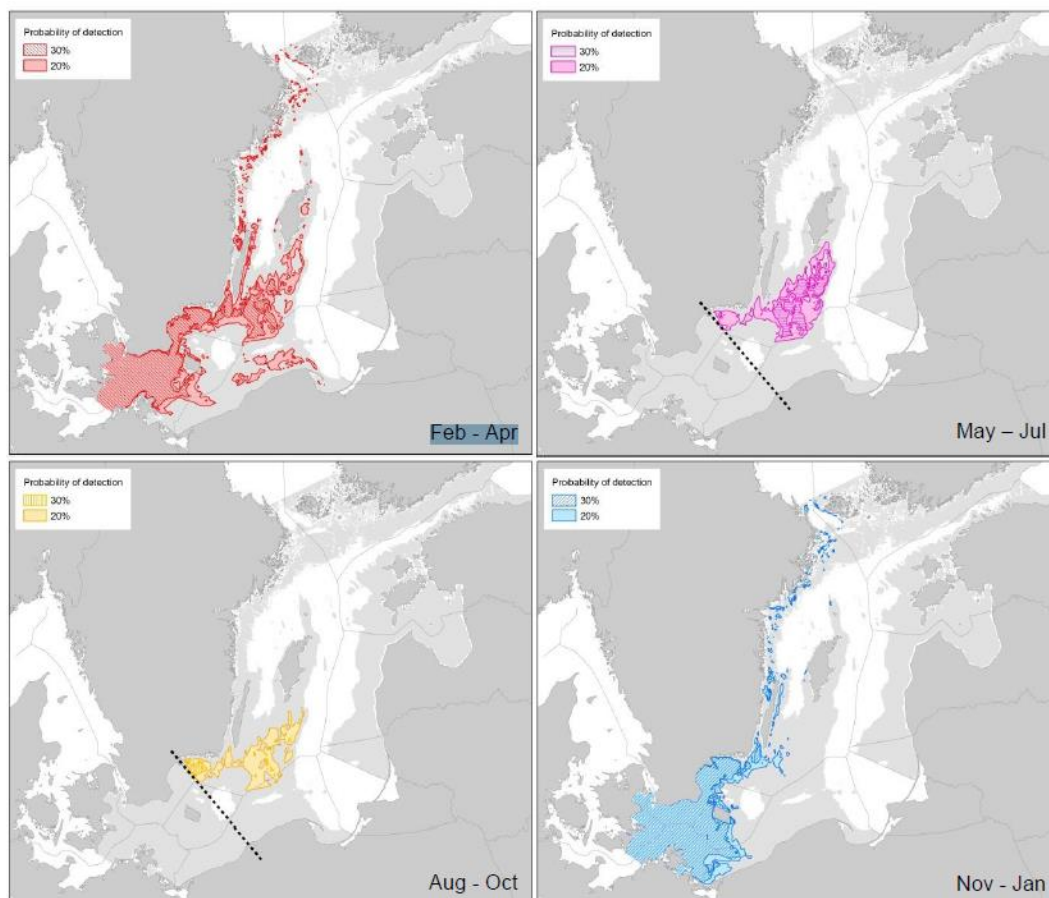 Probability of detection
30%
20%
Feb - Apr
Probability of detection
30%
20%
May – Jul
Probability of detection
30%
20%
Aug - Oct
Probability of detection
30%
20%
Nov - Jan